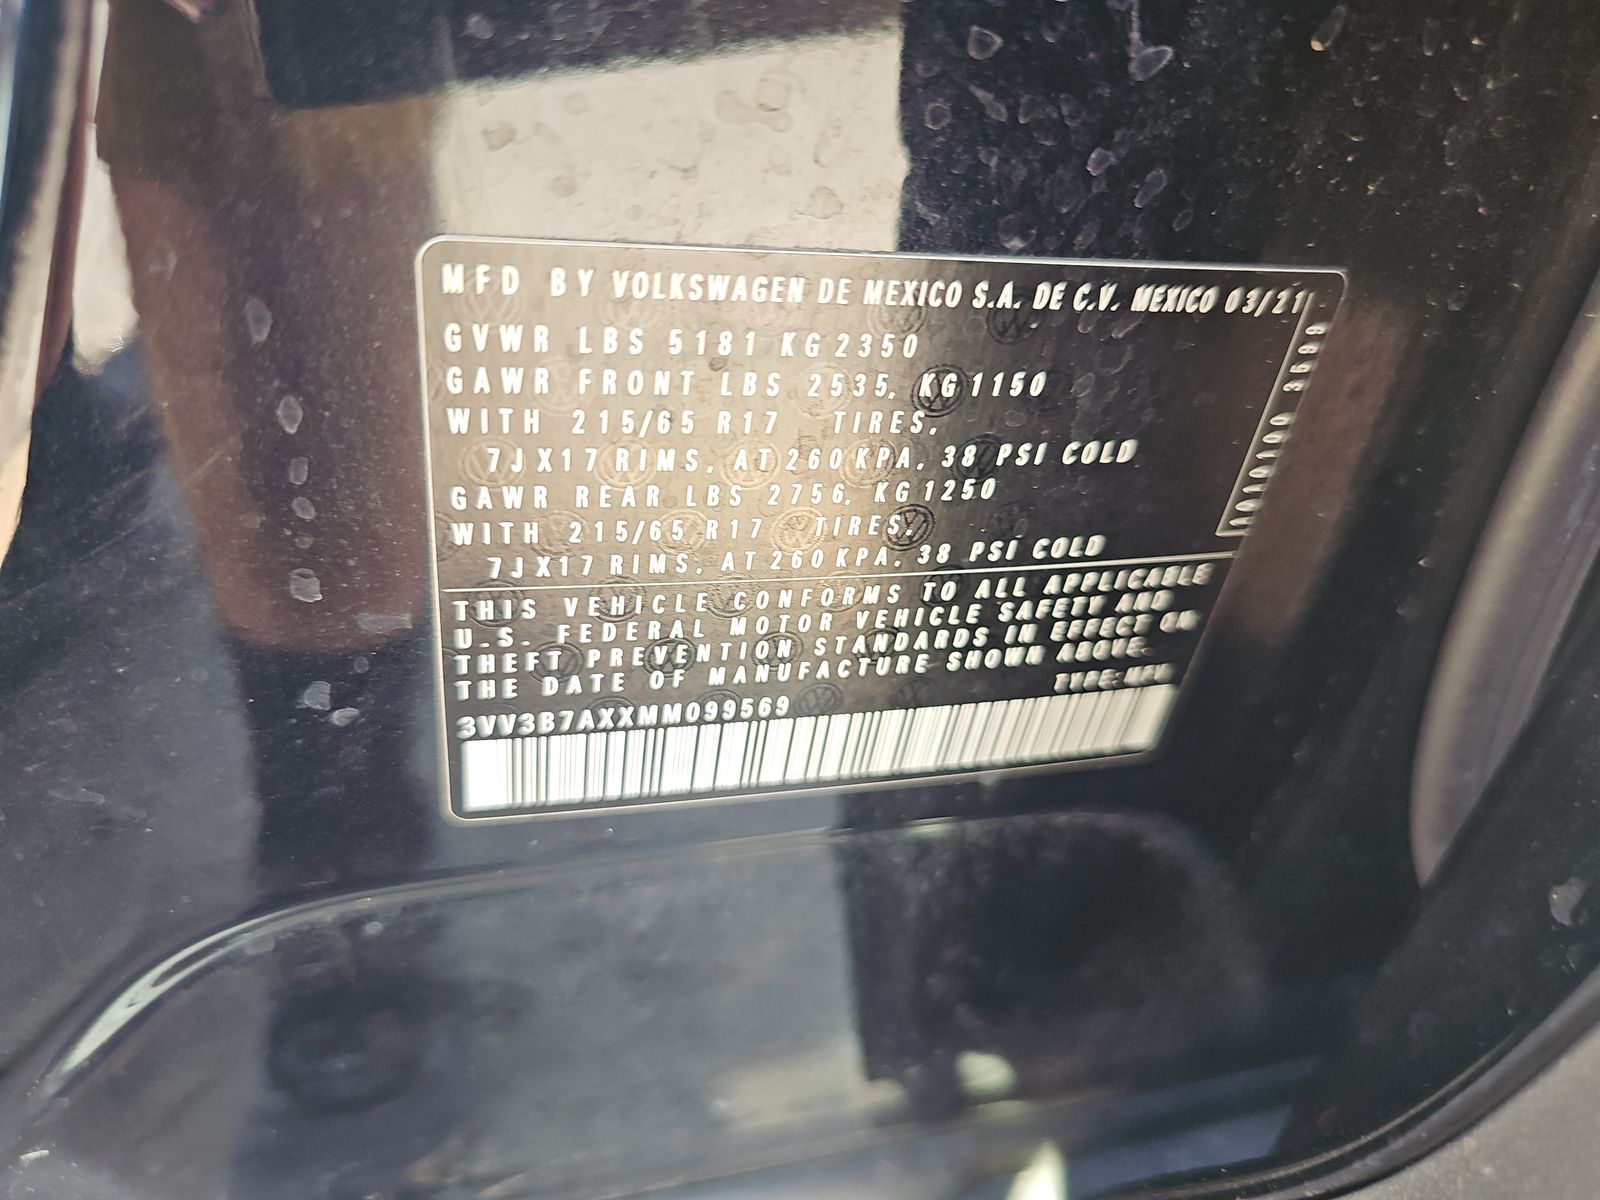 MFD BY VOLKSWAGEN DE MEXICO S.A. DE C.V. MEXICO 03/21
GVWR LBS 5181 KG 2350
GAWR FRONT LBS 2535, KG 1150
WITH 215/65 R17 TIRES,
7JX17 RIMS, AT 260 KPA, 38 PSI COLD
GAWR REAR LBS 2756, KG 1250
WITH 215/65 R17 TIRES,
7JX17 RIMS, AT 260 KPA, 38 PSI COLD
THIS VEHICLE CONFORMS TO ALL APPLICABLE
U.S. FEDERAL MOTOR VEHICLE SAFETY AND
THEFT PREVENTION STANDARDS IN EFFECT ON
THE DATE OF MANUFACTURE SHOWN ABOVE.
TYPE: MPV
3VV3B7AXXMM099569